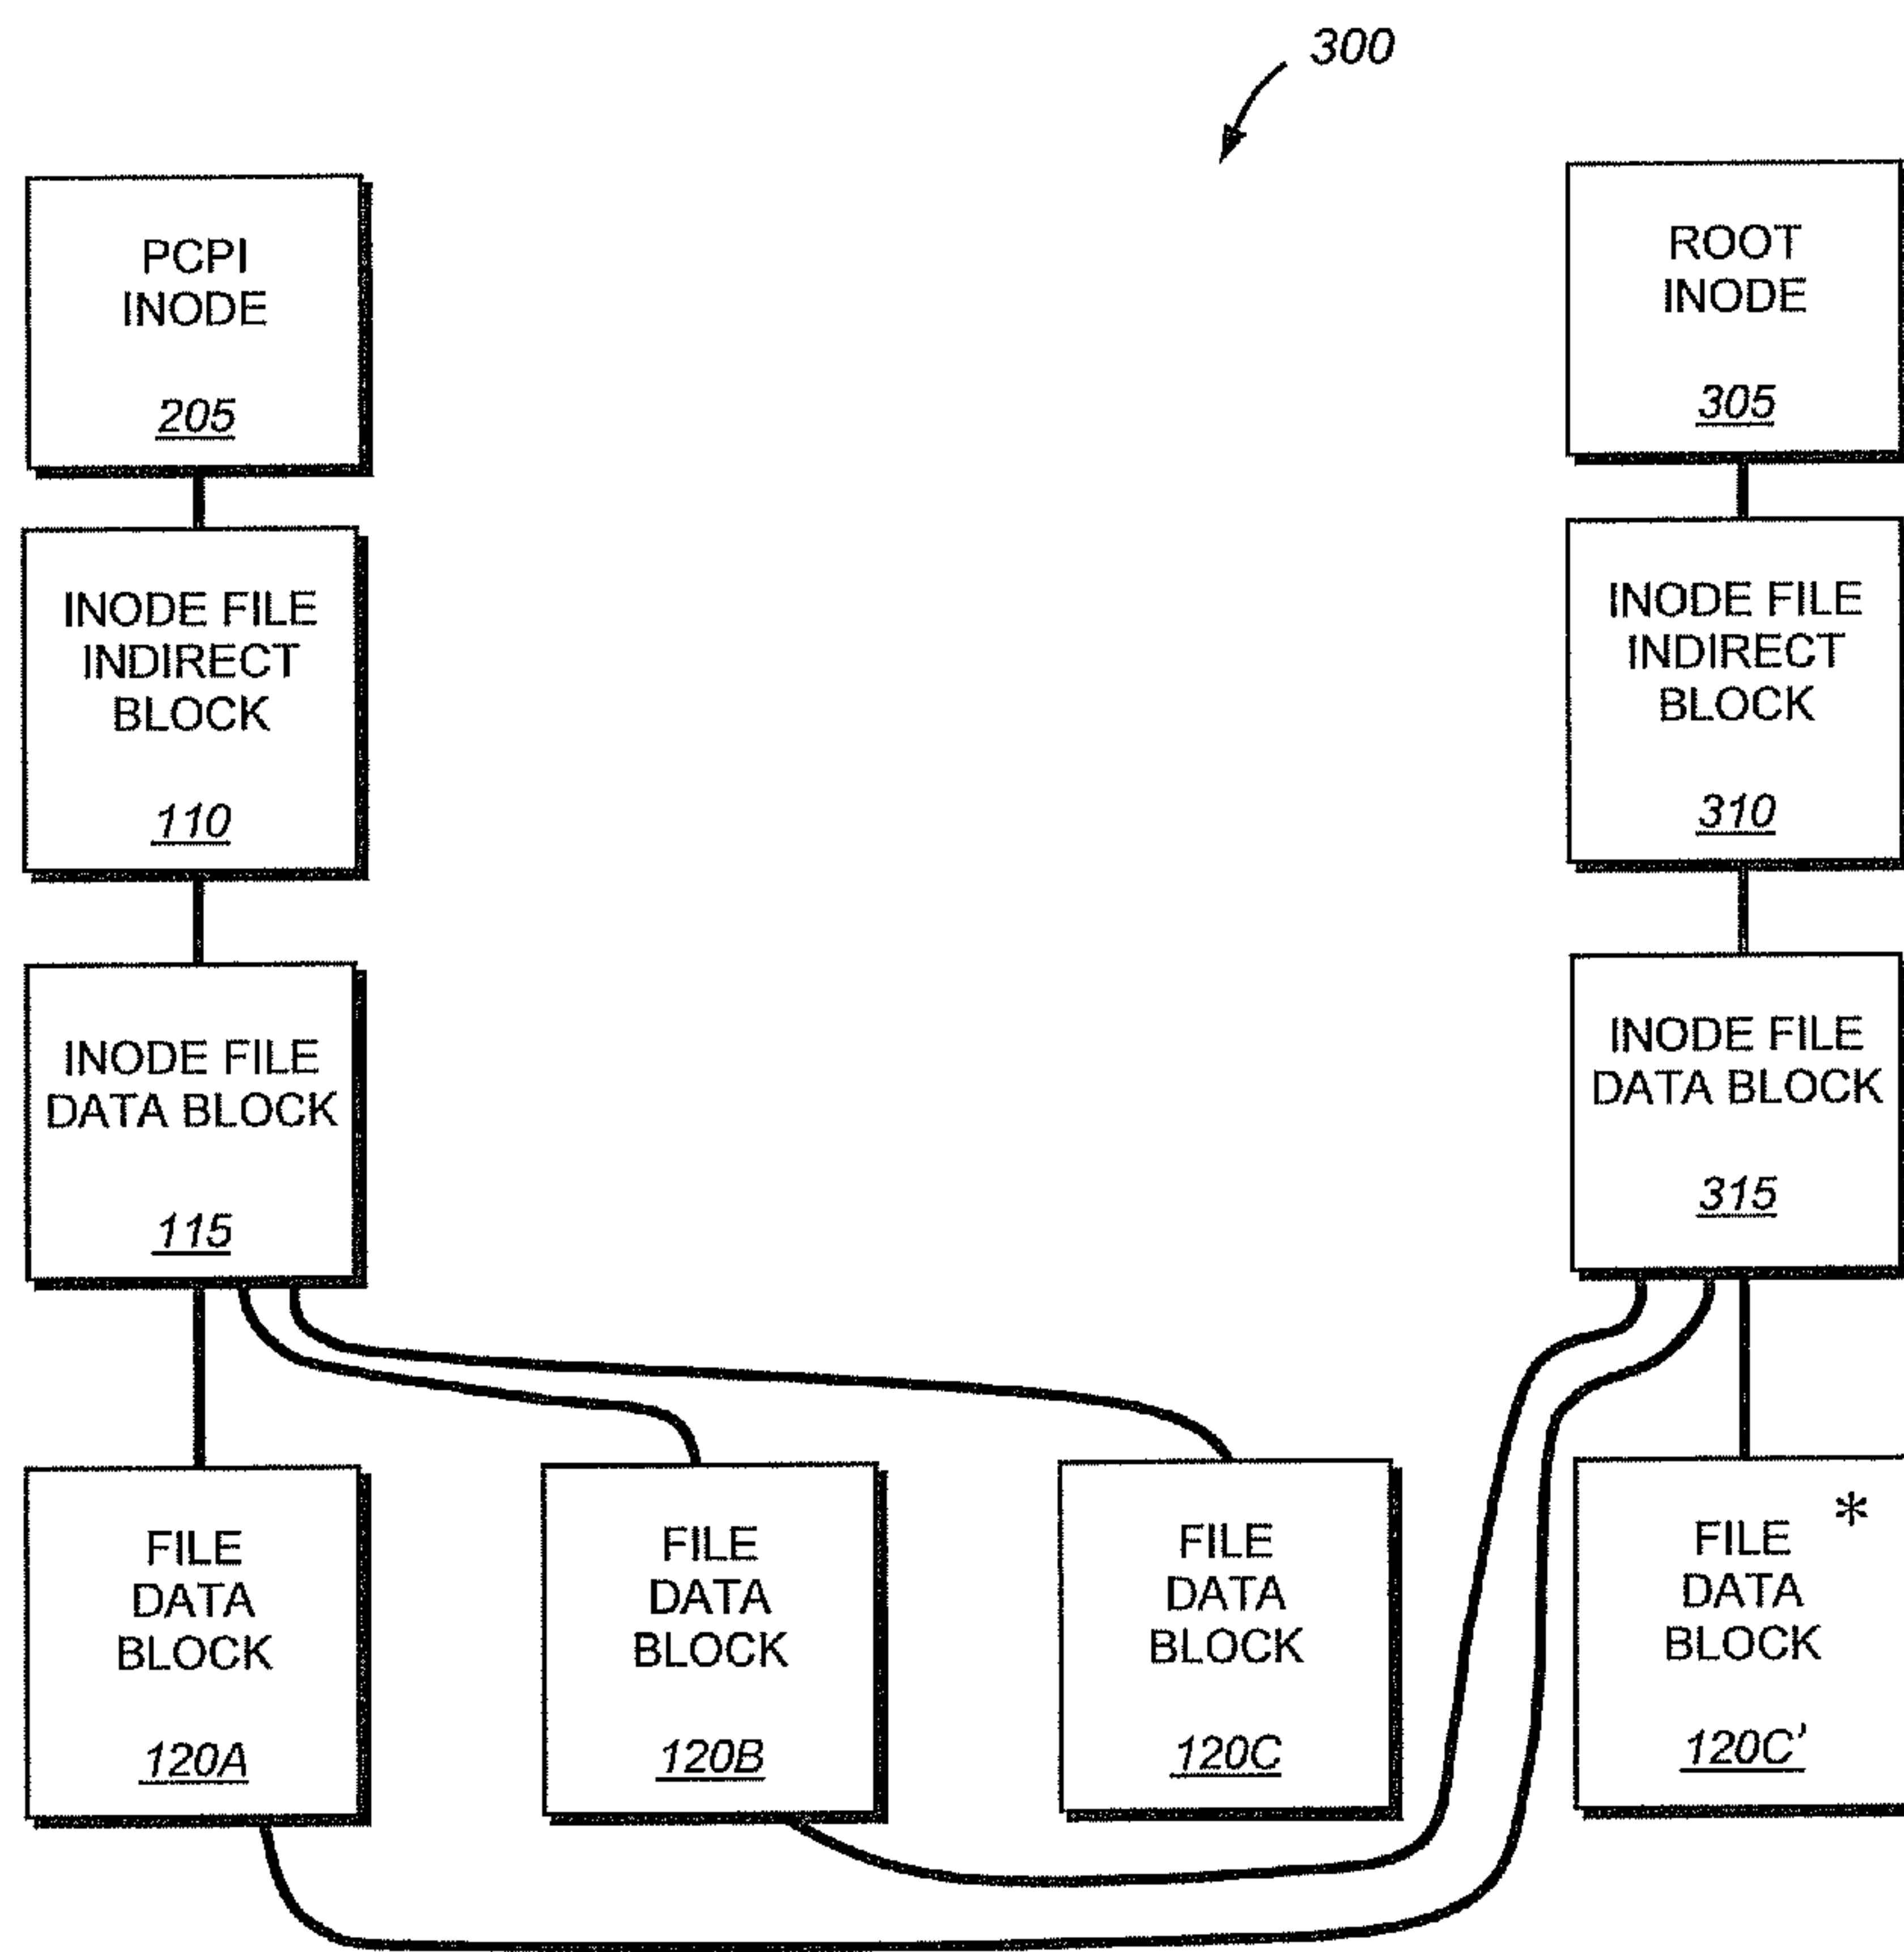 300
PCPI
INODE
205
ROOT
INODE
305
INODE FILE
INDIRECT
BLOCK
110
INODE FILE
INDIRECT
BLOCK
310
INODE FILE
DATA BLOCK
115
INODE FILE
DATA BLOCK
315
FILE
DATA
BLOCK
120A
FILE
DATA
BLOCK
120B
FILE
DATA
BLOCK
120C
FILE *
DATA
BLOCK
120C'